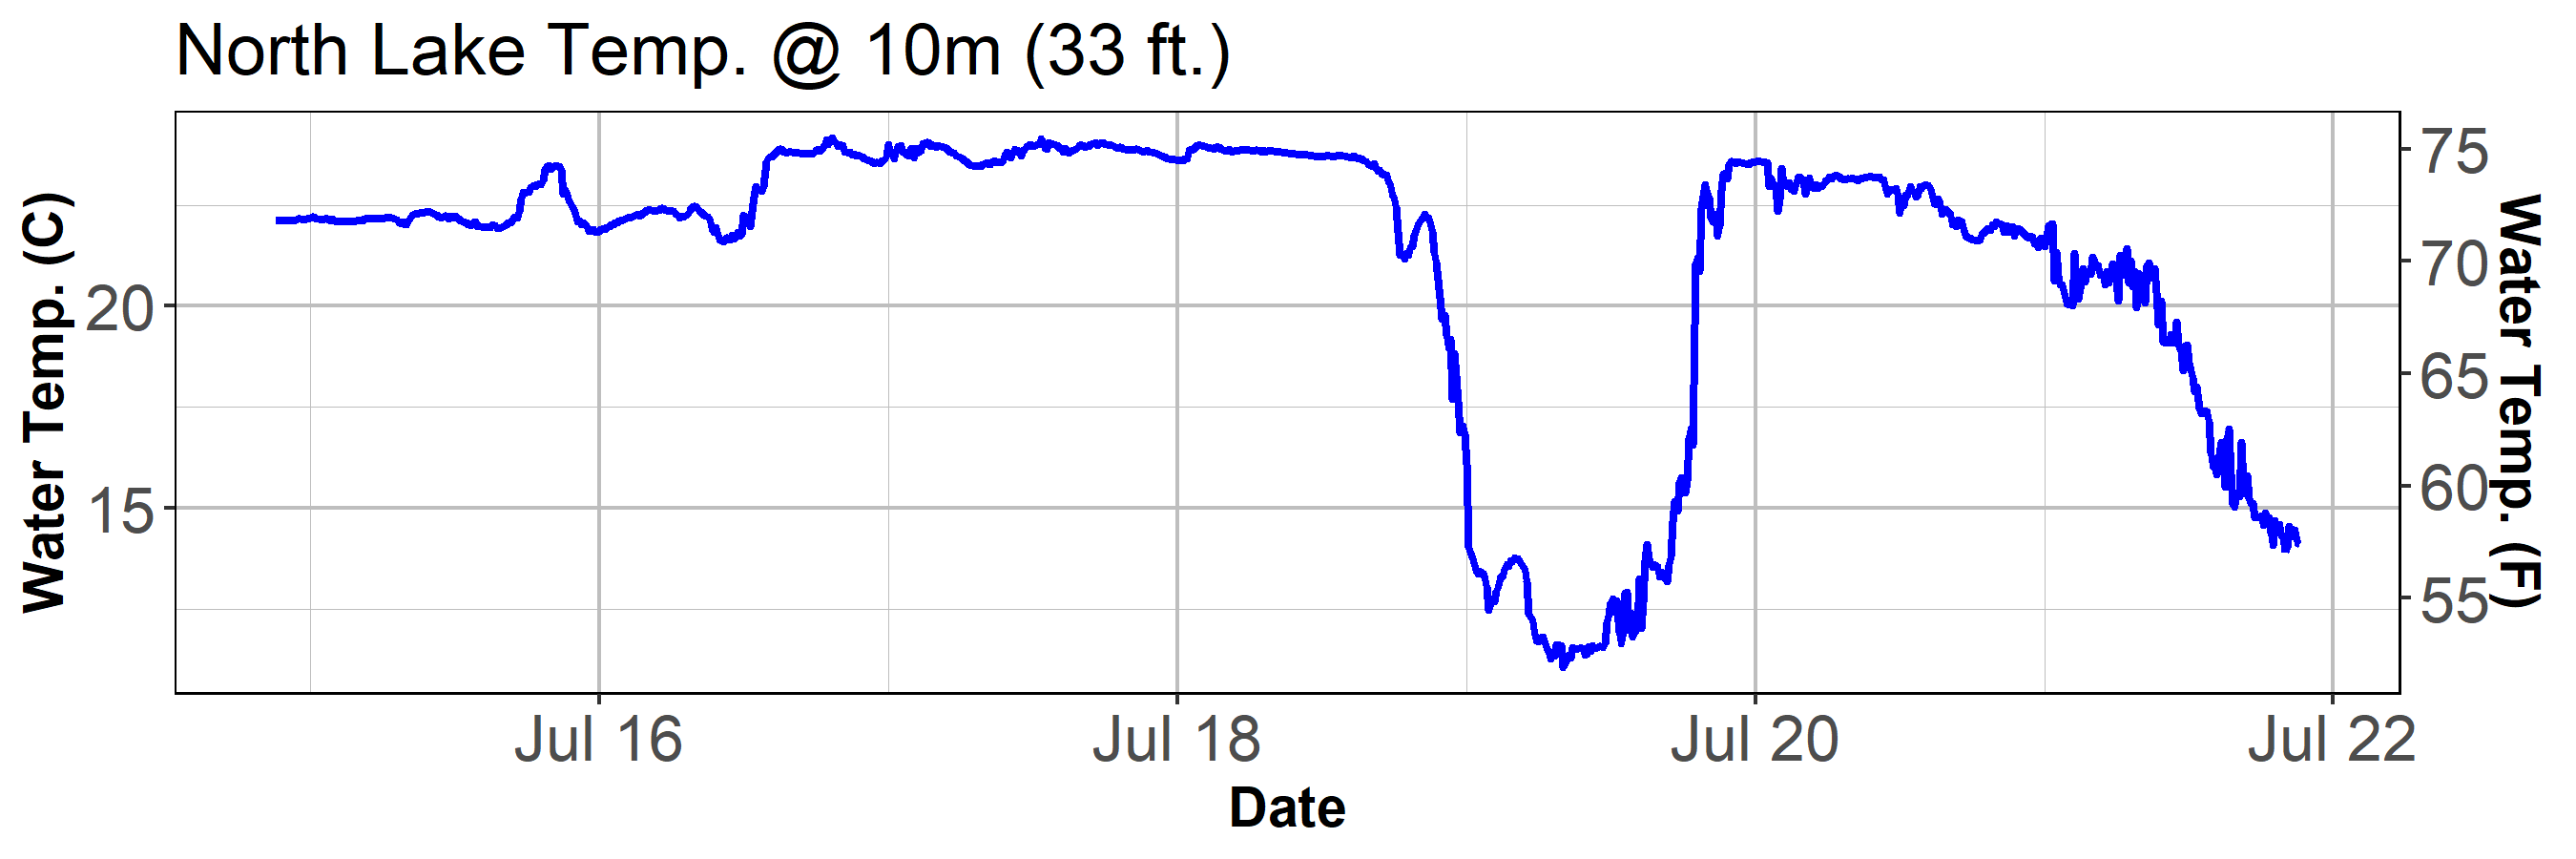 North Lake Temp. @ 10m (33 ft.)
Water Temp. (C)
20
15
75
70
65
60
55
Water Temp. (F)
Jul 16
Jul 18
Jul 20
Jul 22
Date